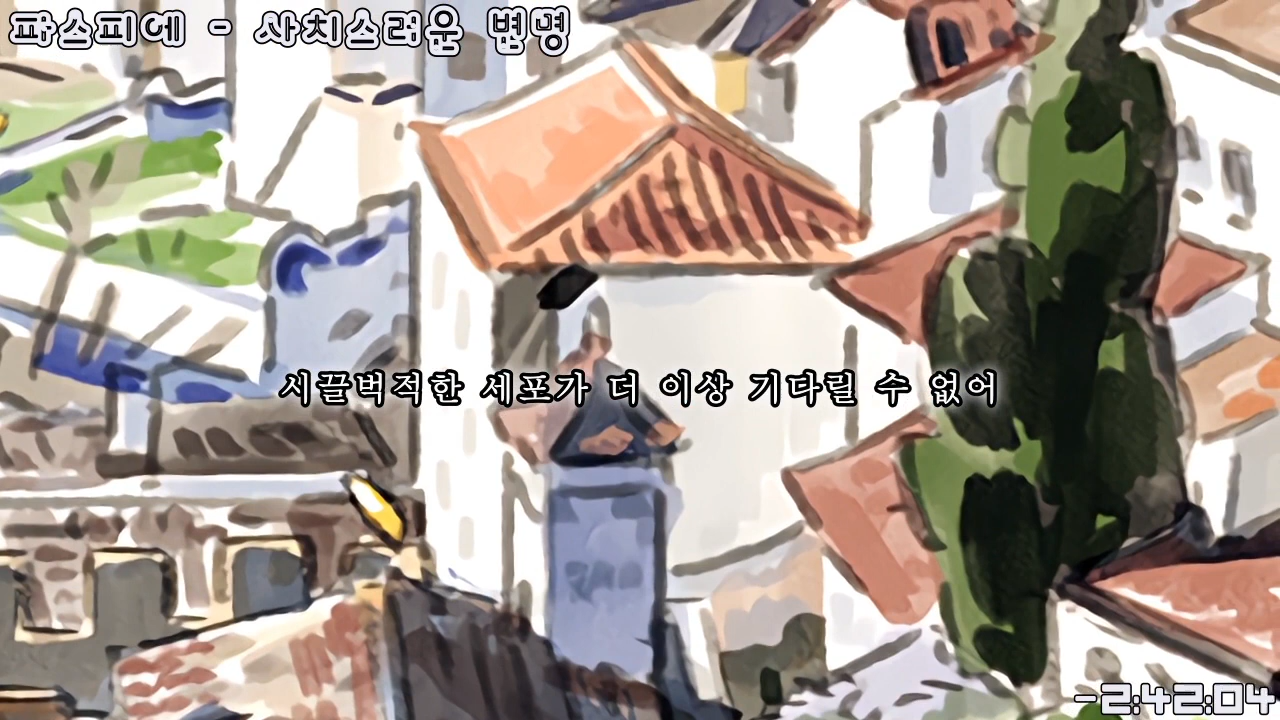 파스피에 - 사치스러운 변명
시끌벅적한 세포가 더 이상 기다릴 수 없어
-2:42:04